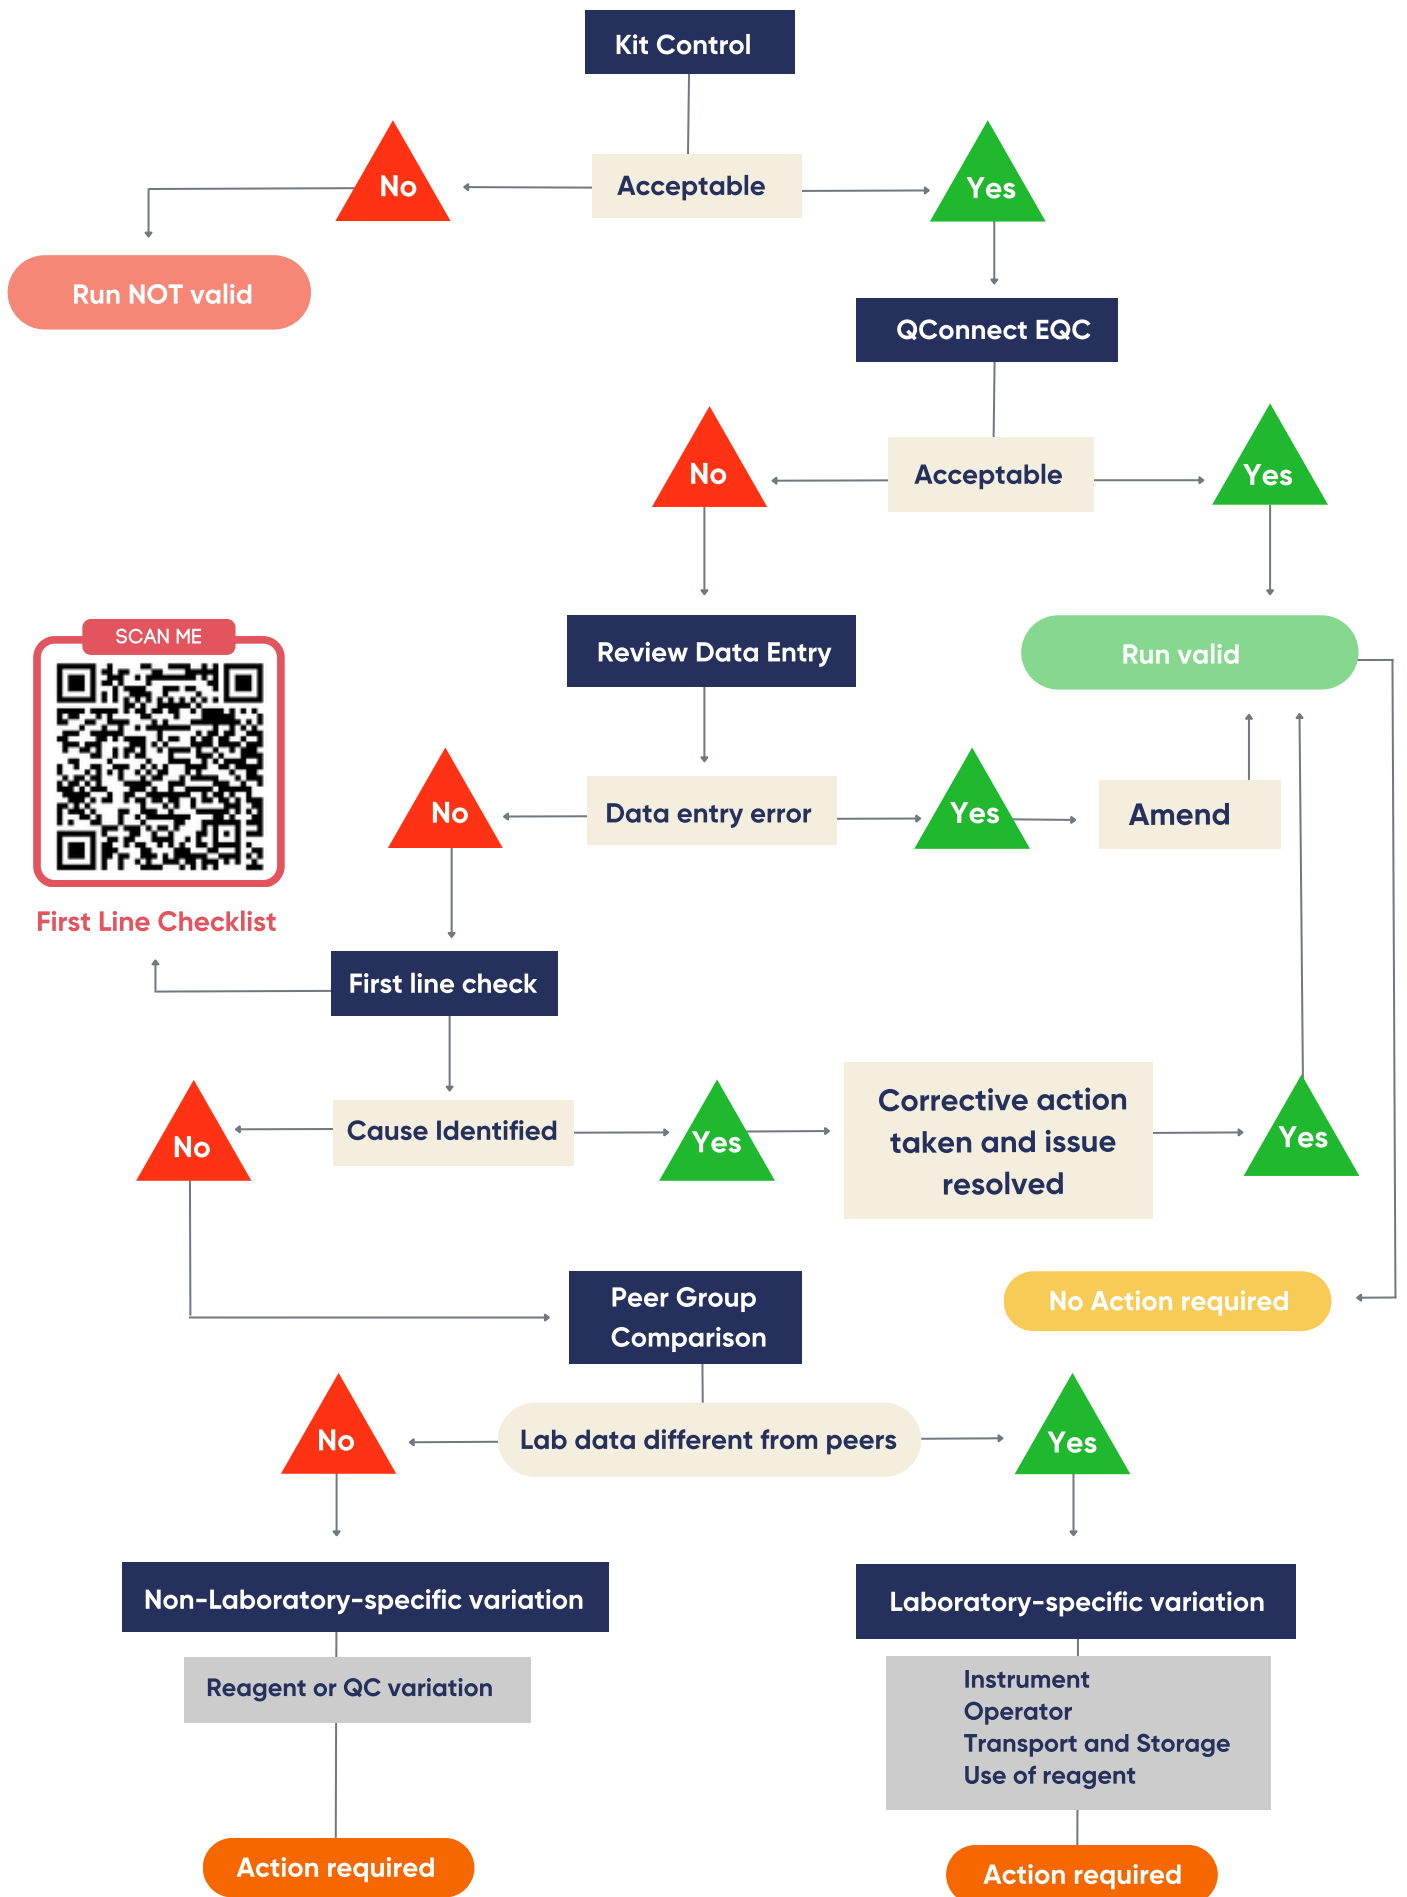 Kit Control
No
Acceptable
Yes
Run NOT valid
QConnect EQC
No
Acceptable
Yes
SCAN ME
Review Data Entry
Run valid
No
Data entry error
Yes
Amend
First Line Checklist
First line check
No
Cause Identified
Yes
Corrective action
taken and issue
resolved
Yes
Peer Group
Comparison
No Action required
No
Lab data different from peers
Yes
Non-Laboratory-specific variation
Laboratory-specific variation
Reagent or QC variation
Instrument
Operator
Transport and Storage
Use of reagent
Action required
Action required